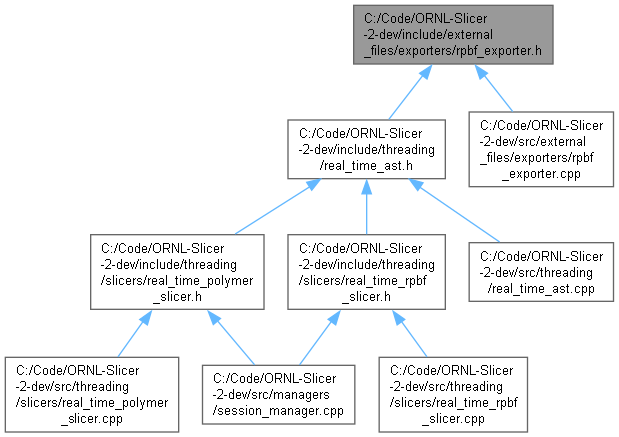 C:/Code/ORNL-Slicer
-2-dev/include/external
_files/exporters/rpbf_exporter.h
C:/Code/ORNL-Slicer
-2-dev/include/threading
/real_time_ast.h
C:/Code/ORNL-Slicer
-2-dev/src/external
_files/exporters/rpbf
_exporter.cpp
C:/Code/ORNL-Slicer
-2-dev/include/threading
/slicers/real_time_polymer
_slicer.h
C:/Code/ORNL-Slicer
-2-dev/include/threading
/slicers/real_time_rpbf
_slicer.h
C:/Code/ORNL-Slicer
-2-dev/src/threading
/real_time_ast.cpp
C:/Code/ORNL-Slicer
-2-dev/src/threading
/slicers/real_time_polymer
_slicer.cpp
C:/Code/ORNL-Slicer
-2-dev/src/managers
/session_manager.cpp
C:/Code/ORNL-Slicer
-2-dev/src/threading
/slicers/real_time_rpbf
_slicer.cpp